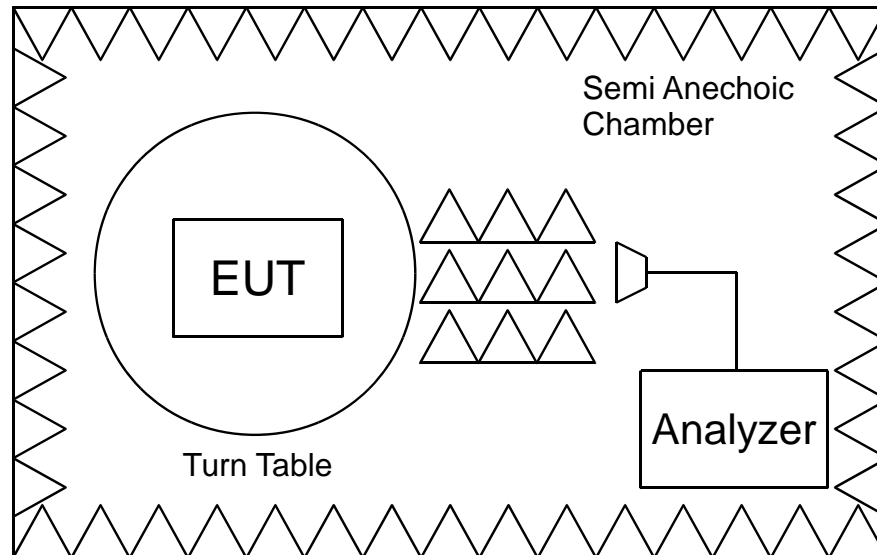 Semi Anechoic
Chamber
EUT
Analyzer
Turn Table